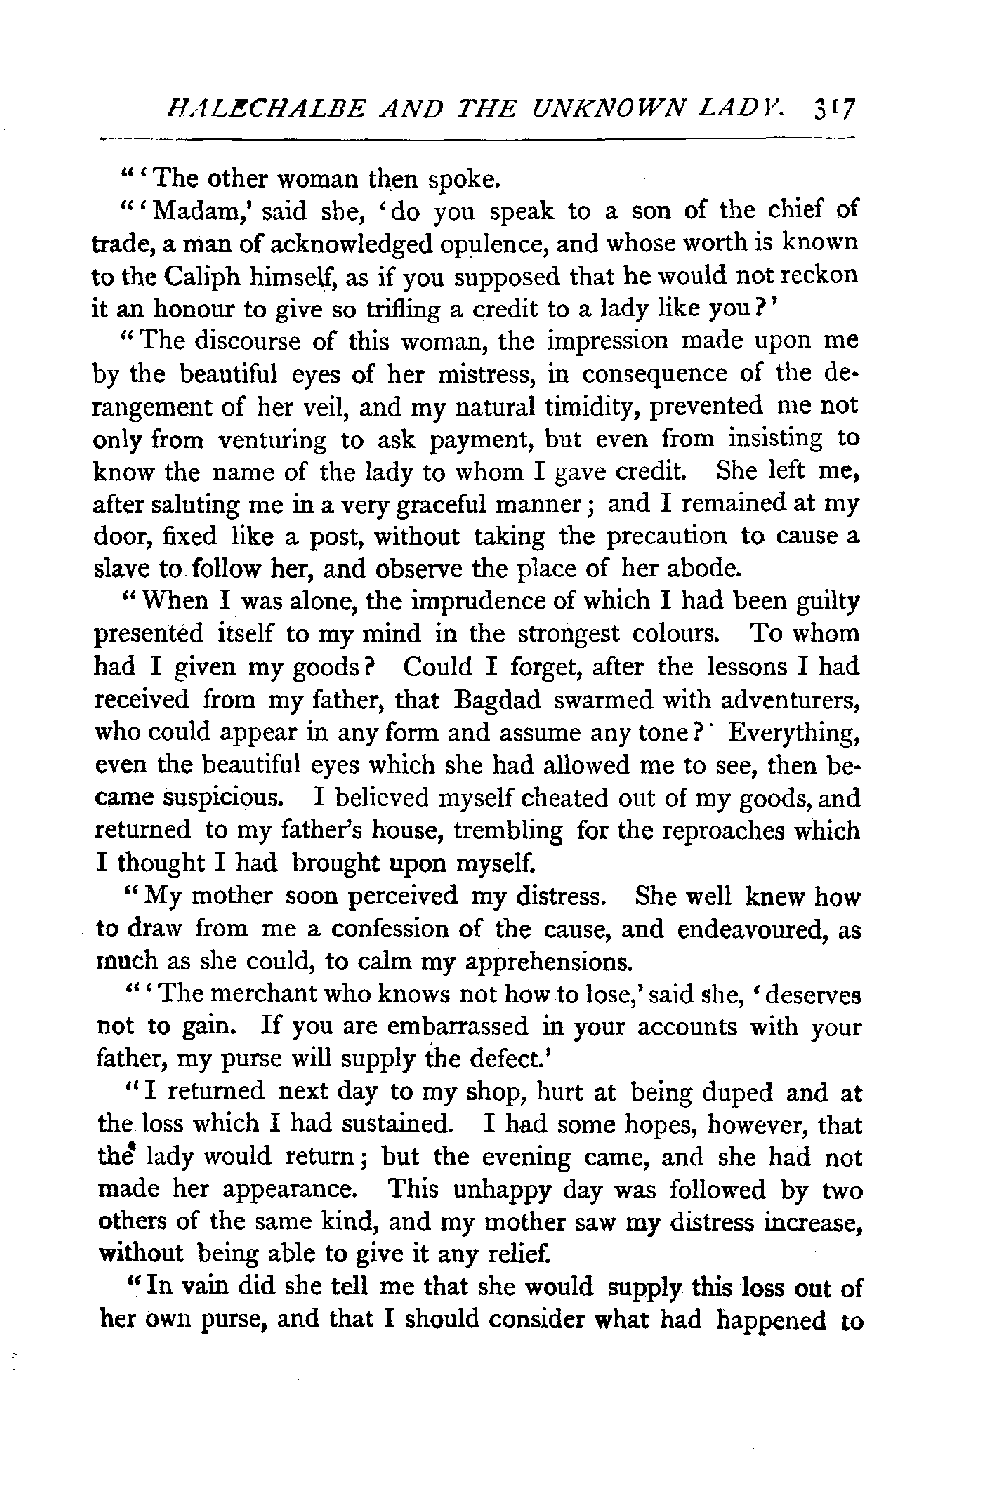 HALECHALBE AND THE UNKNOWN LADY. 317
"'The other woman then spoke.
"'Madam,' said she, 'do you speak to a son of the chief of
trade, a man of acknowledged opulence, and whose worth is known
to the Caliph himself, as if you supposed that he would not reckon
it an honour to give so trifling a credit to a lady like you?'
"The discourse of this woman, the impression made upon me
by the beautiful eyes of her mistress, in consequence of the de-
rangement of her veil, and my natural timidity, prevented me not
only from venturing to ask payment, but even from insisting to
know the name of the lady to whom I gave credit. She left me,
after saluting me in a very graceful manner; and I remained at my
door, fixed like a post, without taking the precaution to cause a
slave to follow her, and observe the place of her abode.
"When I was alone, the imprudence of which I had been guilty
presented itself to my mind in the strongest colours. To whom
had I given my goods? Could I forget, after the lessons I had
received from my father, that Bagdad swarmed with adventurers,
who could appear in any form and assume any tone? Everything,
even the beautiful eyes which she had allowed me to see, then be-
came suspicious. I believed myself cheated out of my goods, and
returned to my father's house, trembling for the reproaches which
I thought I had brought upon myself.
"My mother soon perceived my distress. She well knew how
to draw from me a confession of the cause, and endeavoured, as
much as she could, to calm my apprehensions.
"'The merchant who knows not how to lose,' said she, 'deserves
not to gain. If you are embarrassed in your accounts with your
father, my purse will supply the defect.'
"I returned next day to my shop, hurt at being duped and at
the loss which I had sustained. I had some hopes, however, that
the lady would return; but the evening came, and she had not
made her appearance. This unhappy day was followed by two
others of the same kind, and my mother saw my distress increase,
without being able to give it any relief.
"In vain did she tell me that she would supply this loss out of
her own purse, and that I should consider what had happened to